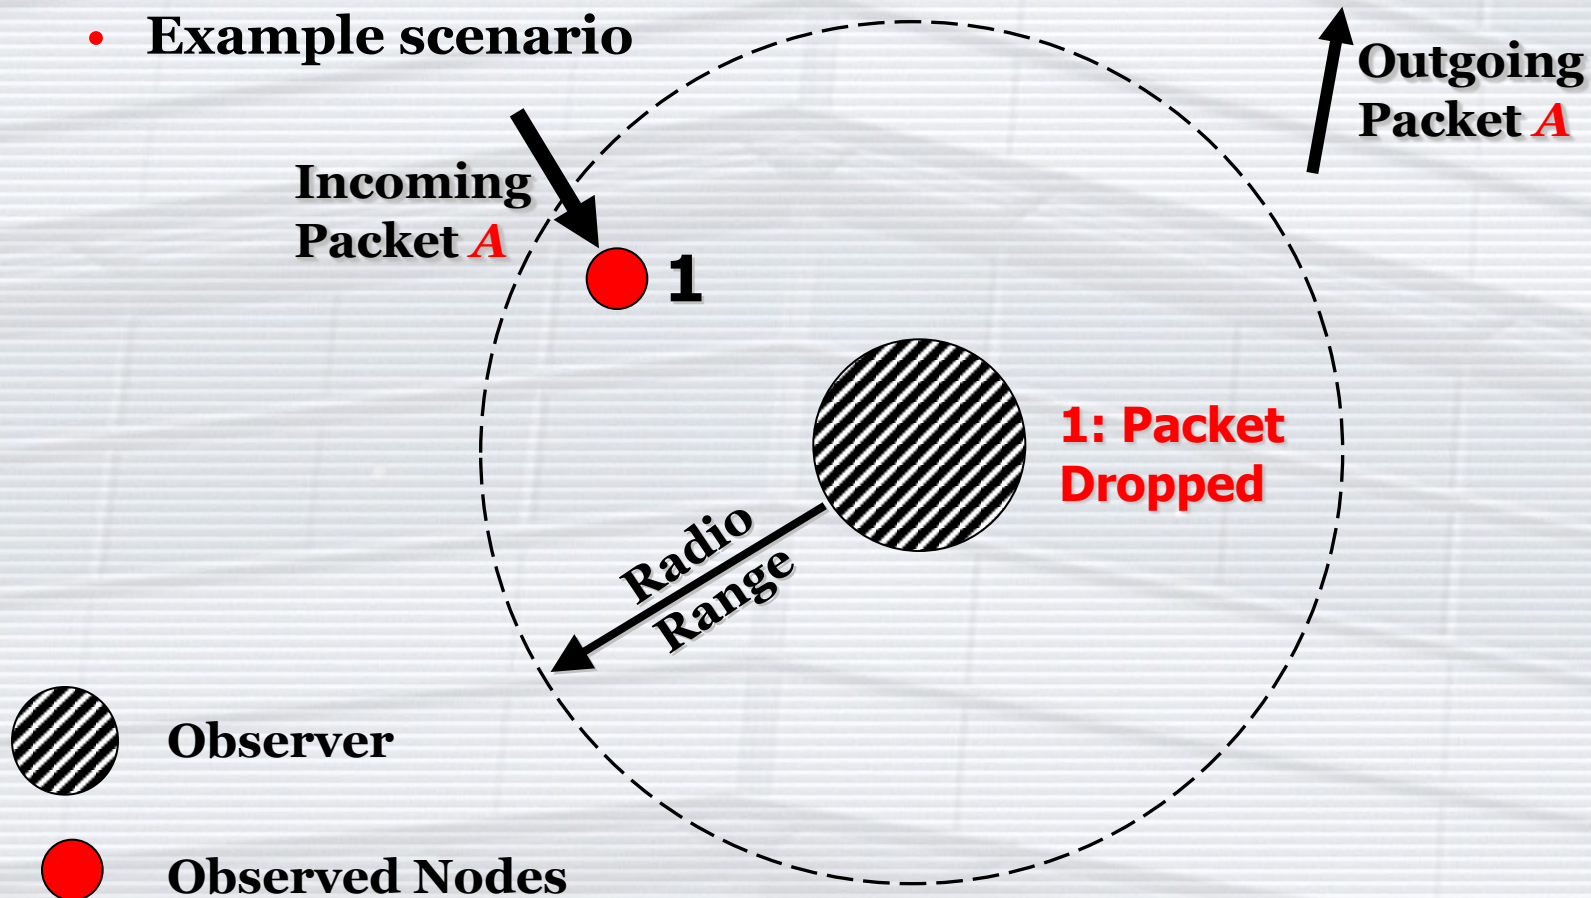 • Example scenario
Outgoing
Packet A
Incoming
Packet A
1
1: Packet
Dropped
Radio
Range
Observer
Observed Nodes